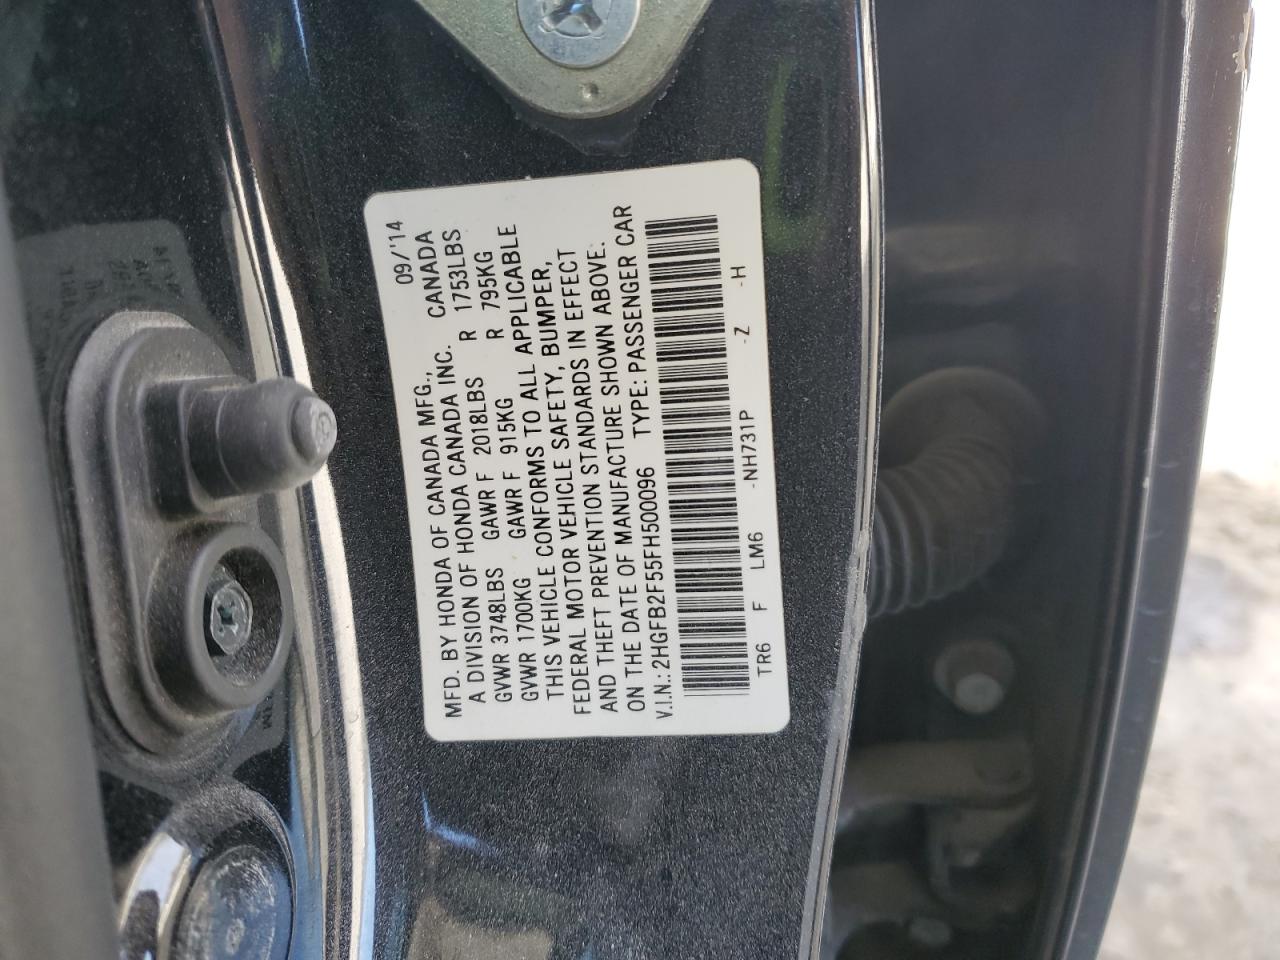 09/'14
MFD. BY HONDA OF CANADA MFG., CANADA
A DIVISION OF HONDA CANADA INC.
GVWR 3748LBS GAWR F 2018LBS R 1753LBS
GVWR 1700KG GAWR F 915KG R 795KG
THIS VEHICLE CONFORMS TO ALL APPLICABLE
FEDERAL MOTOR VEHICLE SAFETY, BUMPER,
AND THEFT PREVENTION STANDARDS IN EFFECT
ON THE DATE OF MANUFACTURE SHOWN ABOVE.
V.I.N.: 2HGFB2F55FH500096 TYPE: PASSENGER CAR
TR6 F LM6 -NH731P -Z -H